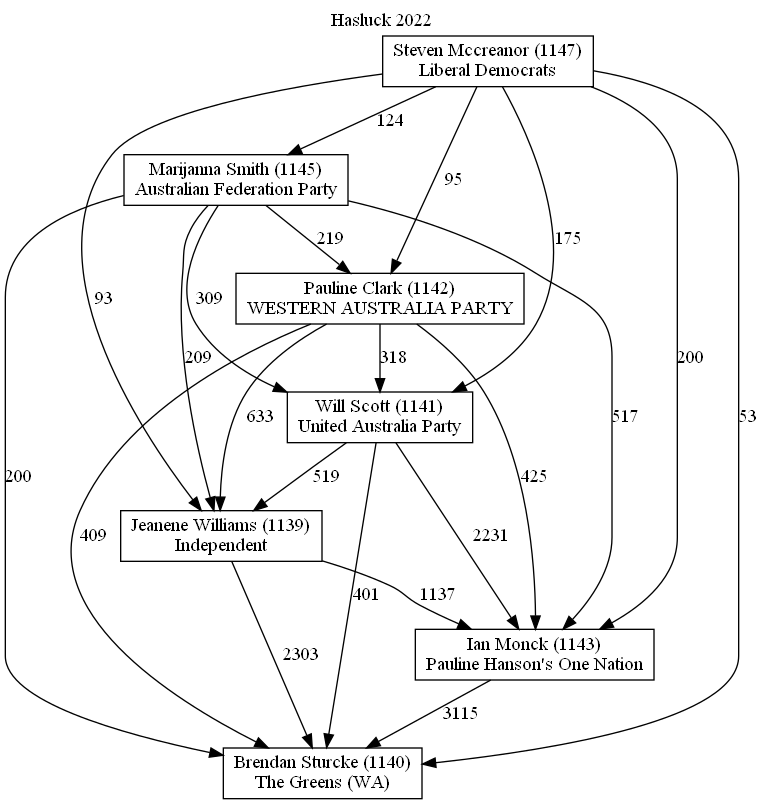 Hasluck 2022
Steven Mccreanor (1147)
Liberal Democrats
124
Marijanna Smith (1145)
Australian Federation Party
95
219
175
Pauline Clark (1142)
WESTERN AUSTRALIA PARTY
93
309
209
318
200
633
Will Scott (1141)
United Australia Party
517
53
200
519
425
409
Jeanene Williams (1139)
Independent
2231
401
1137
2303
Ian Monck (1143)
Pauline Hanson's One Nation
3115
Brendan Sturcke (1140)
The Greens (WA)